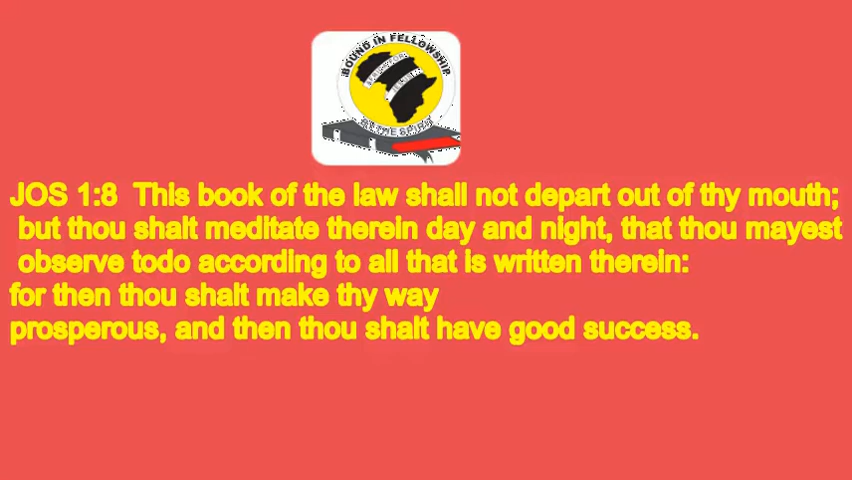 BOUND IN FELLOWSHIP
JOS 1:8 This book of the law shall not depart out of thy mouth;
but thou shalt meditate therein day and night, that thou mayest
observe todo according to all that is written therein:
for then thou shalt make thy way
prosperous, and then thou shalt have good success.